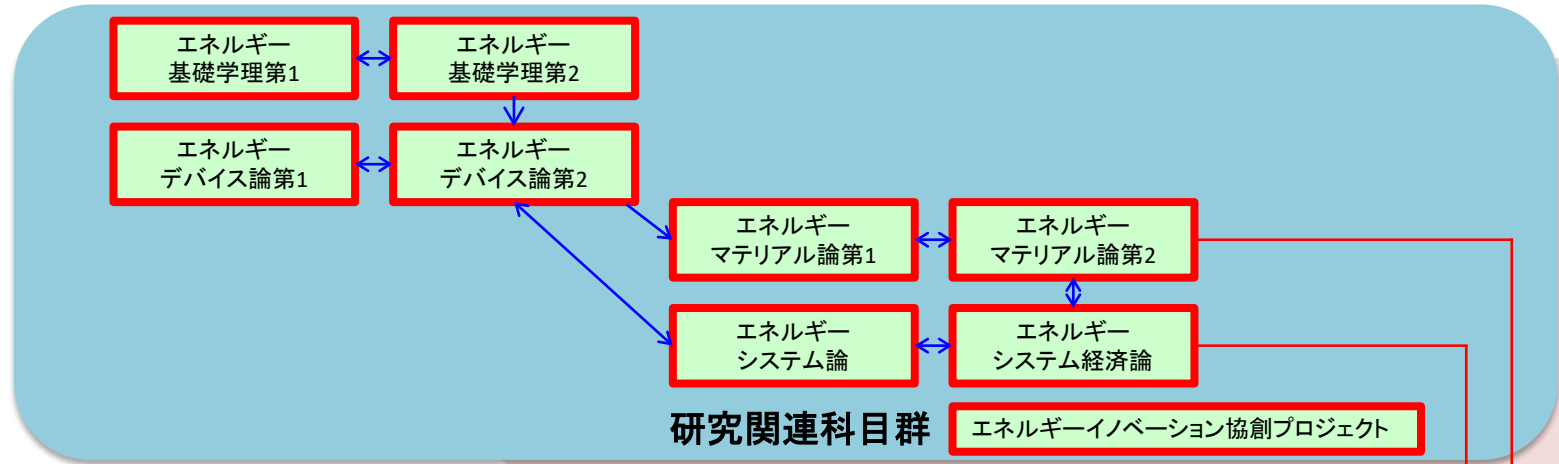 エネルギー
基礎学理第1
エネルギー
基礎学理第2
エネルギー
デバイス論第1
エネルギー
デバイス論第2
エネルギー
マテリアル論第1
エネルギー
マテリアル論第2
エネルギー
システム論
エネルギー
システム経済論
研究関連科目群
エネルギーイノベーション協創プロジェクト